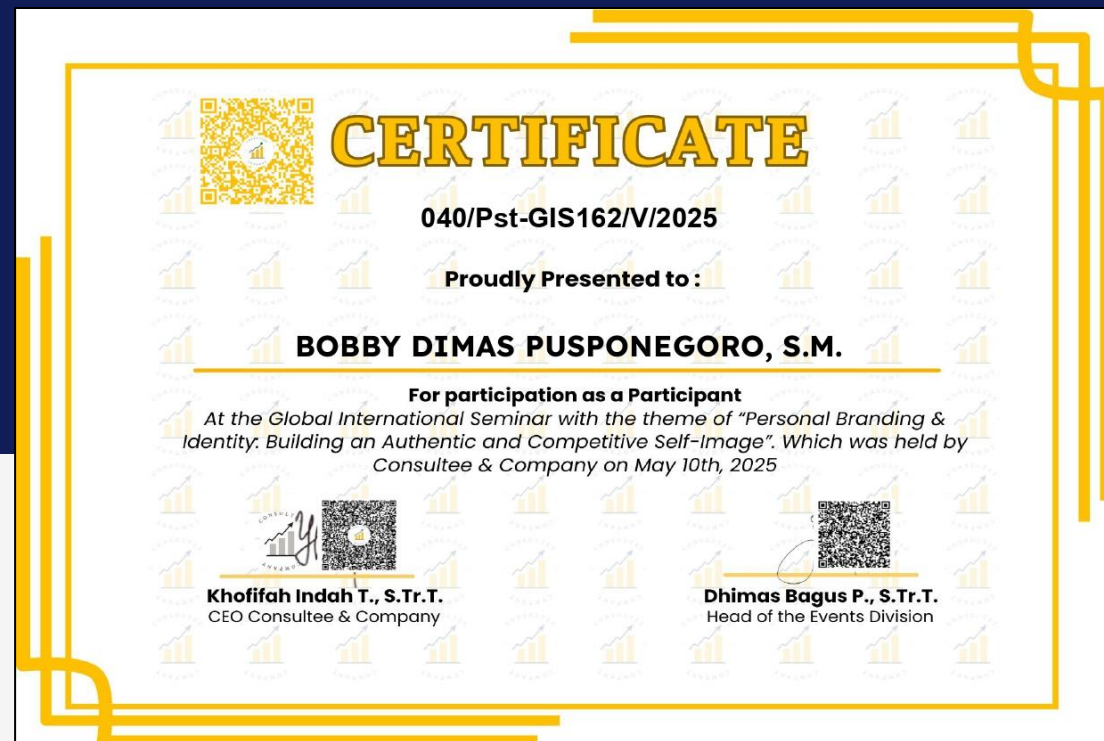 CERTIFICATE
040/Pst-GIS162/V/2025
Proudly Presented to :
BOBBY DIMAS PUSPONEGORO, S.M.
For participation as a Participant
At the Global International Seminar with the theme of “Personal Branding &
Identity: Building an Authentic and Competitive Self-Image”. Which was held by
Consultee & Company on May 10th, 2025
Khofifah Indah T., S.Tr.T.
CEO Consultee & Company
Dhimas Bagus P., S.Tr.T.
Head of the Events Division